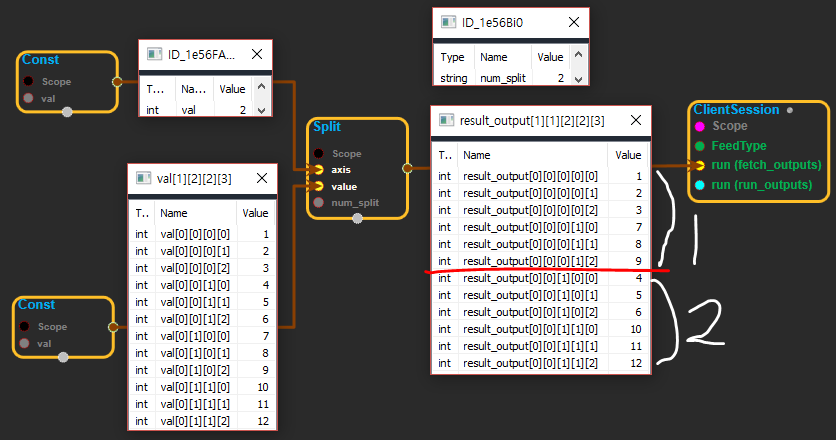 ID_1e56Bi0
Type Name Value
string num_split 2
Const
Scope
val
ID_1e56FA...
T... Na... Value
int val 2
Split
Scope
axis
value
num_split
val[1][2][2][3]
T.. Name Value
int val[0][0][0][0] 1
int val[0][0][0][1] 2
int val[0][0][0][2] 3
int val[0][0][1][0] 4
int val[0][0][1][1] 5
int val[0][0][1][2] 6
int val[0][1][0][0] 7
int val[0][1][0][1] 8
int val[0][1][0][2] 9
int val[0][1][1][0] 10
int val[0][1][1][1] 11
int val[0][1][1][2] 12
Const
Scope
val
result_output[1][1][2][2][3]
T.. Name Value
int result_output[0][0][0][0][0] 1
int result_output[0][0][0][0][1] 2
int result_output[0][0][0][0][2] 3
int result_output[0][0][0][1][0] 7
int result_output[0][0][0][1][1] 8
int result_output[0][0][0][1][2] 9
int result_output[0][0][1][0][0] 4
int result_output[0][0][1][0][1] 5
int result_output[0][0][1][0][2] 6
int result_output[0][0][1][1][0] 10
int result_output[0][0][1][1][1] 11
int result_output[0][0][1][1][2] 12
1
2
ClientSession
Scope
FeedType
run (fetch_outputs)
run (run_outputs)